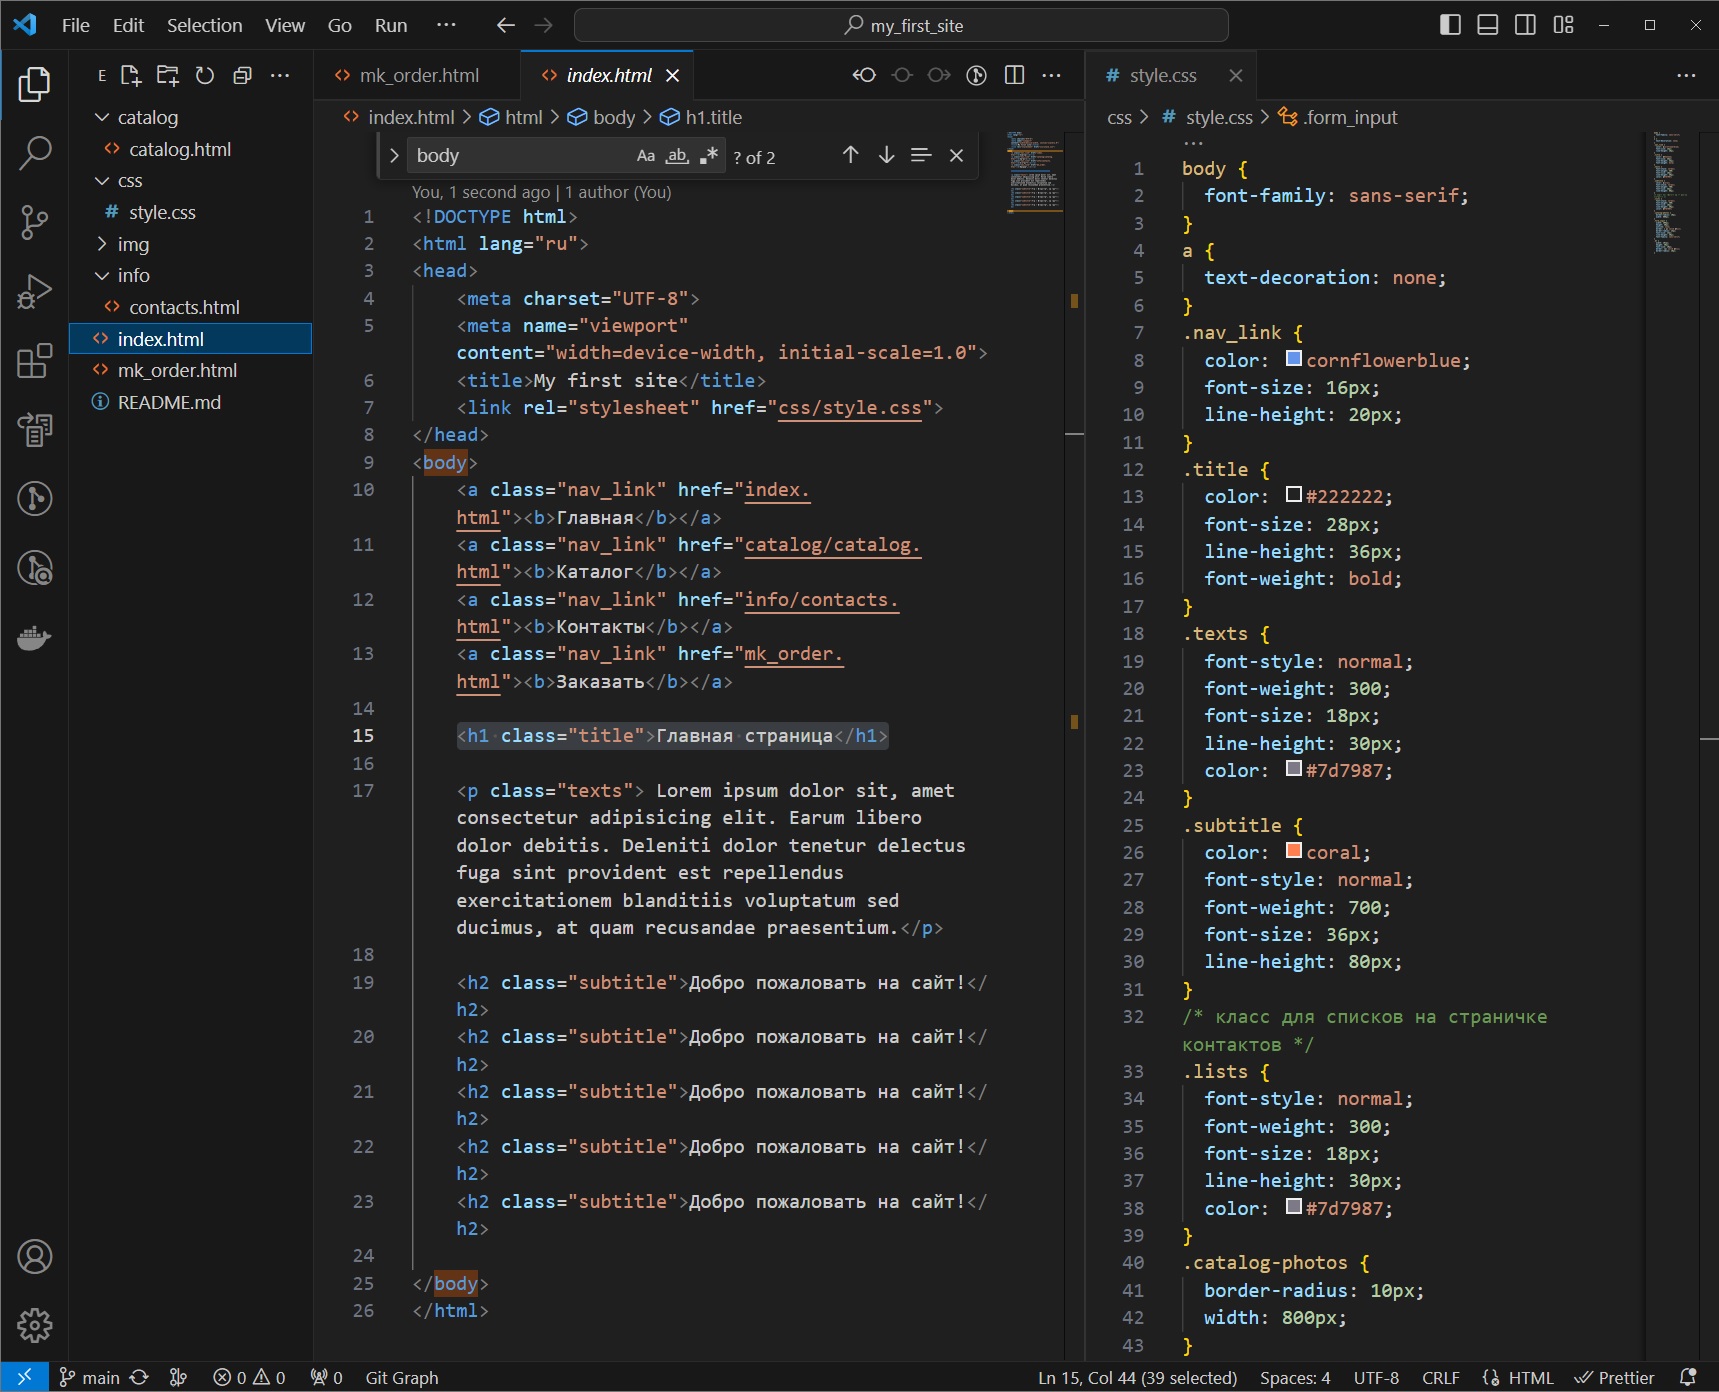 File Edit Selection View Go Run ··· my_first_site
E ···
catalog
catalog.html
css
style.css
img
info
contacts.html
index.html
mk_order.html
README.md
mk_order.html index.html ···
index.html > html > body > h1.title
body Aa ab .* ? of 2
You, 1 second ago | 1 author (You)
1 <!DOCTYPE html>
2 <html lang="ru">
3 <head>
4 <meta charset="UTF-8">
5 <meta name="viewport"
content="width=device-width, initial-scale=1.0">
6 <title>My first site</title>
7 <link rel="stylesheet" href="css/style.css">
8 </head>
9 <body>
10 <a class="nav_link" href="index.
html"><b>Главная</b></a>
11 <a class="nav_link" href="catalog/catalog.
html"><b>Каталог</b></a>
12 <a class="nav_link" href="info/contacts.
html"><b>Контакты</b></a>
13 <a class="nav_link" href="mk_order.
html"><b>Заказать</b></a>
14
15 <h1 class="title">Главная страница</h1>
16
17 <p class="texts"> Lorem ipsum dolor sit, amet
consectetur adipisicing elit. Earum libero
dolor debitis. Deleniti dolor tenetur delectus
fuga sint provident est repellendus
exercitationem blanditiis voluptatum sed
ducimus, at quam recusandae praesentium.</p>
18
19 <h2 class="subtitle">Добро пожаловать на сайт!</
h2>
20 <h2 class="subtitle">Добро пожаловать на сайт!</
h2>
21 <h2 class="subtitle">Добро пожаловать на сайт!</
h2>
22 <h2 class="subtitle">Добро пожаловать на сайт!</
h2>
23 <h2 class="subtitle">Добро пожаловать на сайт!</
h2>
24
25 </body>
26 </html>
# style.css ···
css > # style.css > .form_input
···
1 body {
2 font-family: sans-serif;
3 }
4 a {
5 text-decoration: none;
6 }
7 .nav_link {
8 color: cornflowerblue;
9 font-size: 16px;
10 line-height: 20px;
11 }
12 .title {
13 color: #222222;
14 font-size: 28px;
15 line-height: 36px;
16 font-weight: bold;
17 }
18 .texts {
19 font-style: normal;
20 font-weight: 300;
21 font-size: 18px;
22 line-height: 30px;
23 color: #7d7987;
24 }
25 .subtitle {
26 color: coral;
27 font-style: normal;
28 font-weight: 700;
29 font-size: 36px;
30 line-height: 80px;
31 }
32 /* класс для списков на страничке
контактов */
33 .lists {
34 font-style: normal;
35 font-weight: 300;
36 font-size: 18px;
37 line-height: 30px;
38 color: #7d7987;
39 }
40 .catalog-photos {
41 border-radius: 10px;
42 width: 800px;
43 }
main 0 0 0 Git Graph Ln 15, Col 44 (39 selected) Spaces: 4 UTF-8 CRLF HTML Prettier